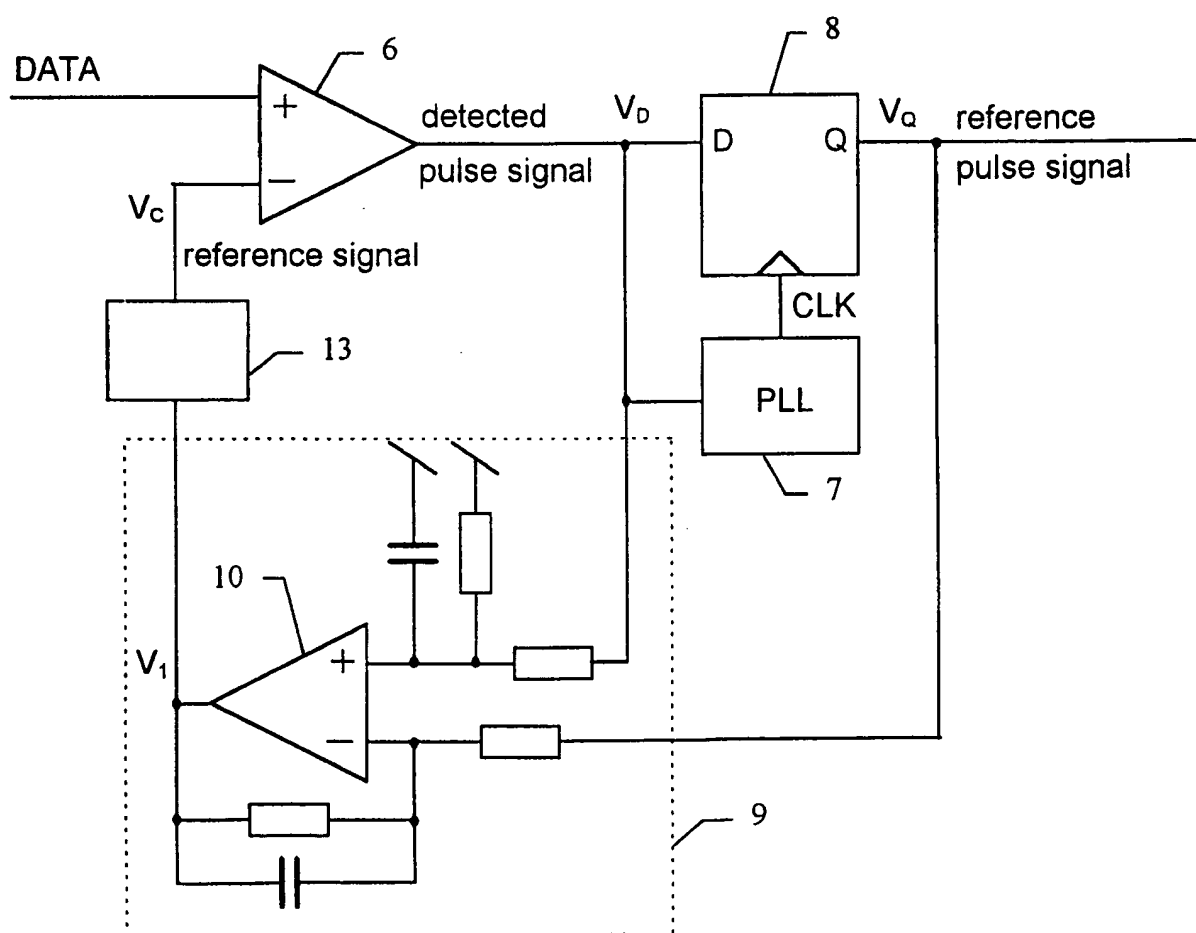 DATA
6
+
−
detected
pulse signal
V_D
8
D
Q
V_Q
reference
pulse signal
V_C
reference signal
CLK
13
PLL
7
10
+
−
V_1
9